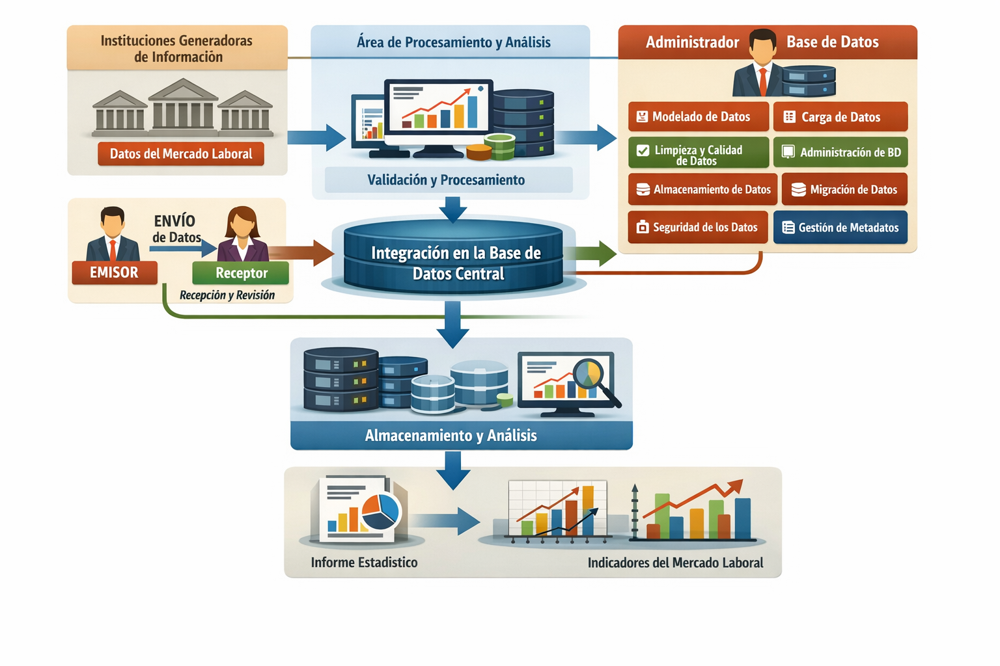 Instituciones Generadoras
de Información
Datos del Mercado Laboral
Área de Procesamiento y Análisis
Validación y Procesamiento
Administrador Base de Datos
Modelado de Datos
Carga de Datos
Limpieza y Calidad
de Datos
Administración de BD
Almacenamiento de Datos
Migración de Datos
Seguridad de los Datos
Gestión de Metadatos
ENVÍO
de Datos
EMISOR
Receptor
Recepción y Revisión
Integración en la Base de
Datos Central
Almacenamiento y Análisis
Informe Estadistico
Indicadores del Mercado Laboral